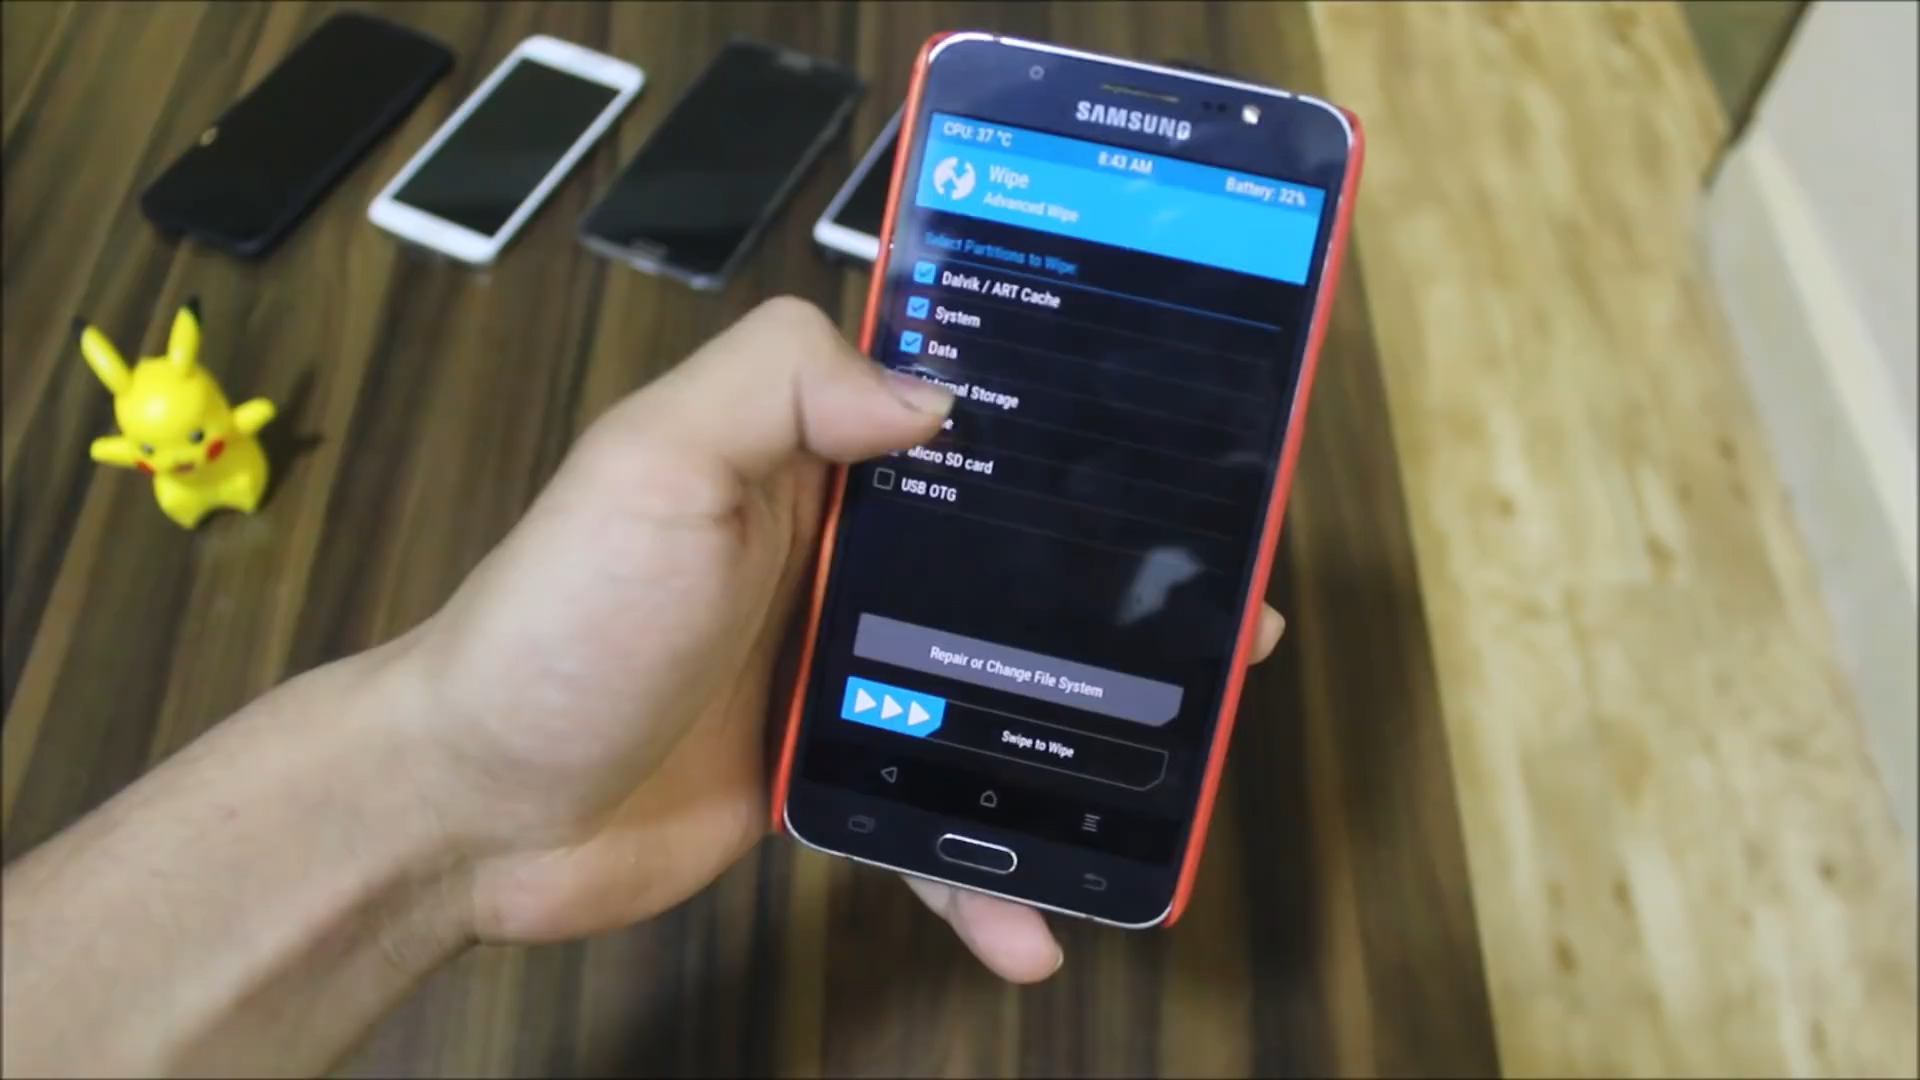 SAMSUNG
CPU: 37 °C
8:43 AM
Battery: 32%
Wipe
Advanced Wipe
Select Partitions to Wipe:
Dalvik / ART Cache
System
Data
Storage
Micro SD card
USB OTG
Repair or Change File System
Swipe to Wipe